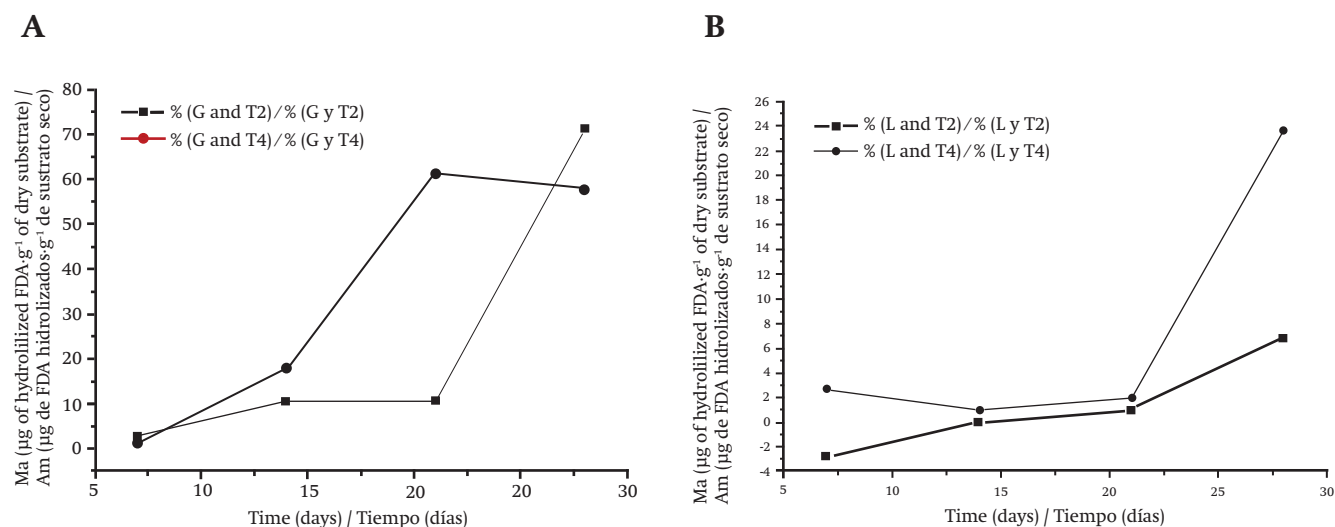 A
Ma (µg of hydrolilized FDA·g⁻¹ of dry substrate) /
Am (µg de FDA hidrolizados·g⁻¹ de sustrato seco)
80
70
60
50
40
30
20
10
0
% (G and T2) / % (G y T2)
% (G and T4) / % (G y T4)
5 10 15 20 20 30
Time (days) / Tiempo (días)
B
Ma (µg of hydrolilized FDA·g⁻¹ of dry substrate) /
Am (µg de FDA hidrolizados·g⁻¹ de sustrato seco)
26
24
22
20
18
16
14
12
10
8
6
4
2
0
-2
-4
% (L and T2) / % (L y T2)
% (L and T4) / % (L y T4)
5 10 15 21 25 30
Time (days) / Tiempo (días)